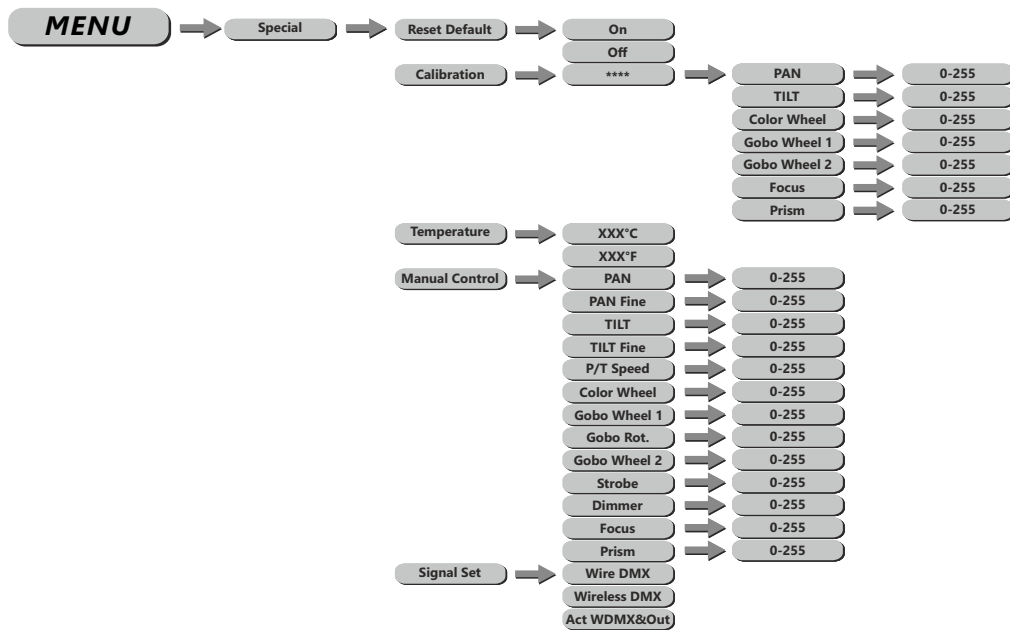 MENU Special Reset Default On
Off
Calibration **** PAN 0-255
TILT 0-255
Color Wheel 0-255
Gobo Wheel 1 0-255
Gobo Wheel 2 0-255
Focus 0-255
Prism 0-255
Temperature XXX°C
XXX°F
Manual Control PAN 0-255
PAN Fine 0-255
TILT 0-255
TILT Fine 0-255
P/T Speed 0-255
Color Wheel 0-255
Gobo Wheel 1 0-255
Gobo Rot. 0-255
Gobo Wheel 2 0-255
Strobe 0-255
Dimmer 0-255
Focus 0-255
Prism 0-255
Signal Set Wire DMX
Wireless DMX
Act WDMX&Out